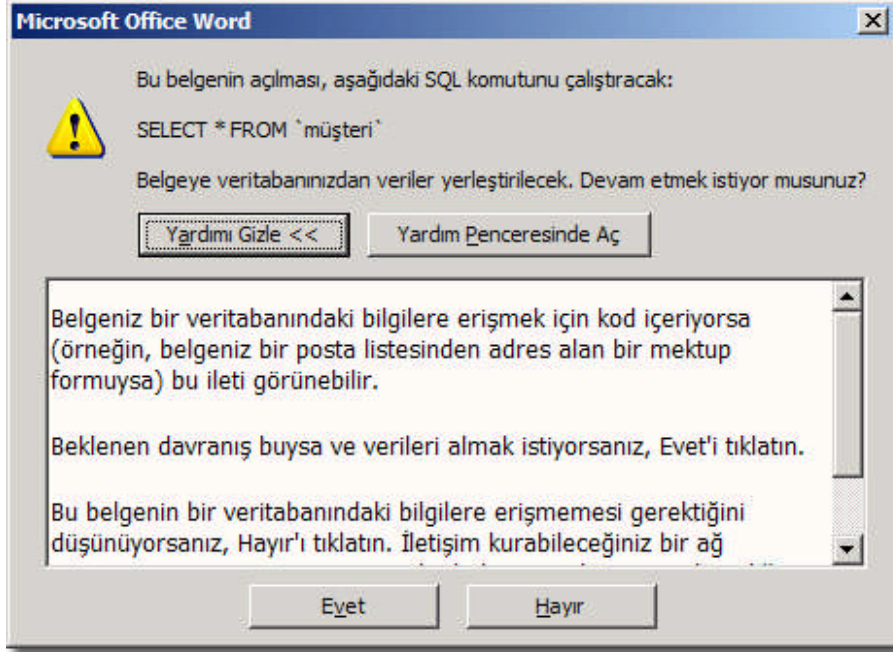 Microsoft Office Word
Bu belgenin açılması, aşağıdaki SQL komutunu çalıştıracak:
SELECT * FROM `müşteri`
Belgeye veritabanınızdan veriler yerleştirilecek. Devam etmek istiyor musunuz?
Yardımı Gizle <<
Yardım Penceresinde Aç
Belgeniz bir veritabanındaki bilgilere erişmek için kod içeriyorsa
(örneğin, belgeniz bir posta listesinden adres alan bir mektup
formuysa) bu ileti görünebilir.
Beklenen davranış buysa ve verileri almak istiyorsanız, Evet'i tıklatın.
Bu belgenin bir veritabanındaki bilgilere erişmemesi gerektiğini
düşünüyorsanız, Hayır'ı tıklatın. İletişim kurabileceğiniz bir ağ
Evet
Hayır